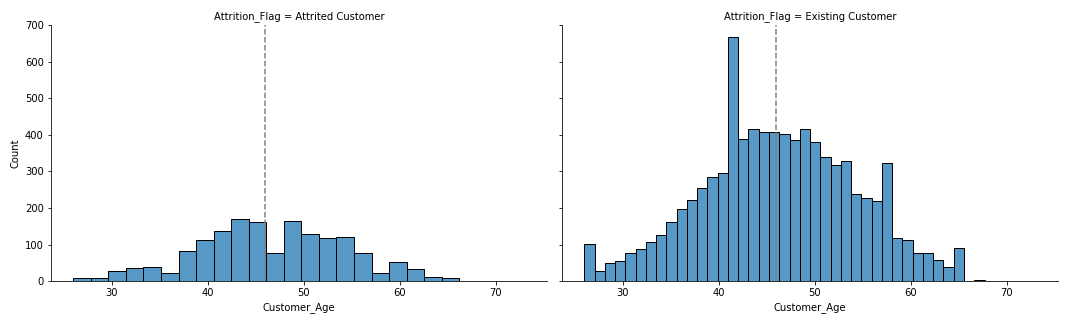 Attrition_Flag = Attrited Customer
Attrition_Flag = Existing Customer
700
600
500
400
300
200
100
0
Count
30 40 50 60 70
30 40 50 60 70
Customer_Age
Customer_Age